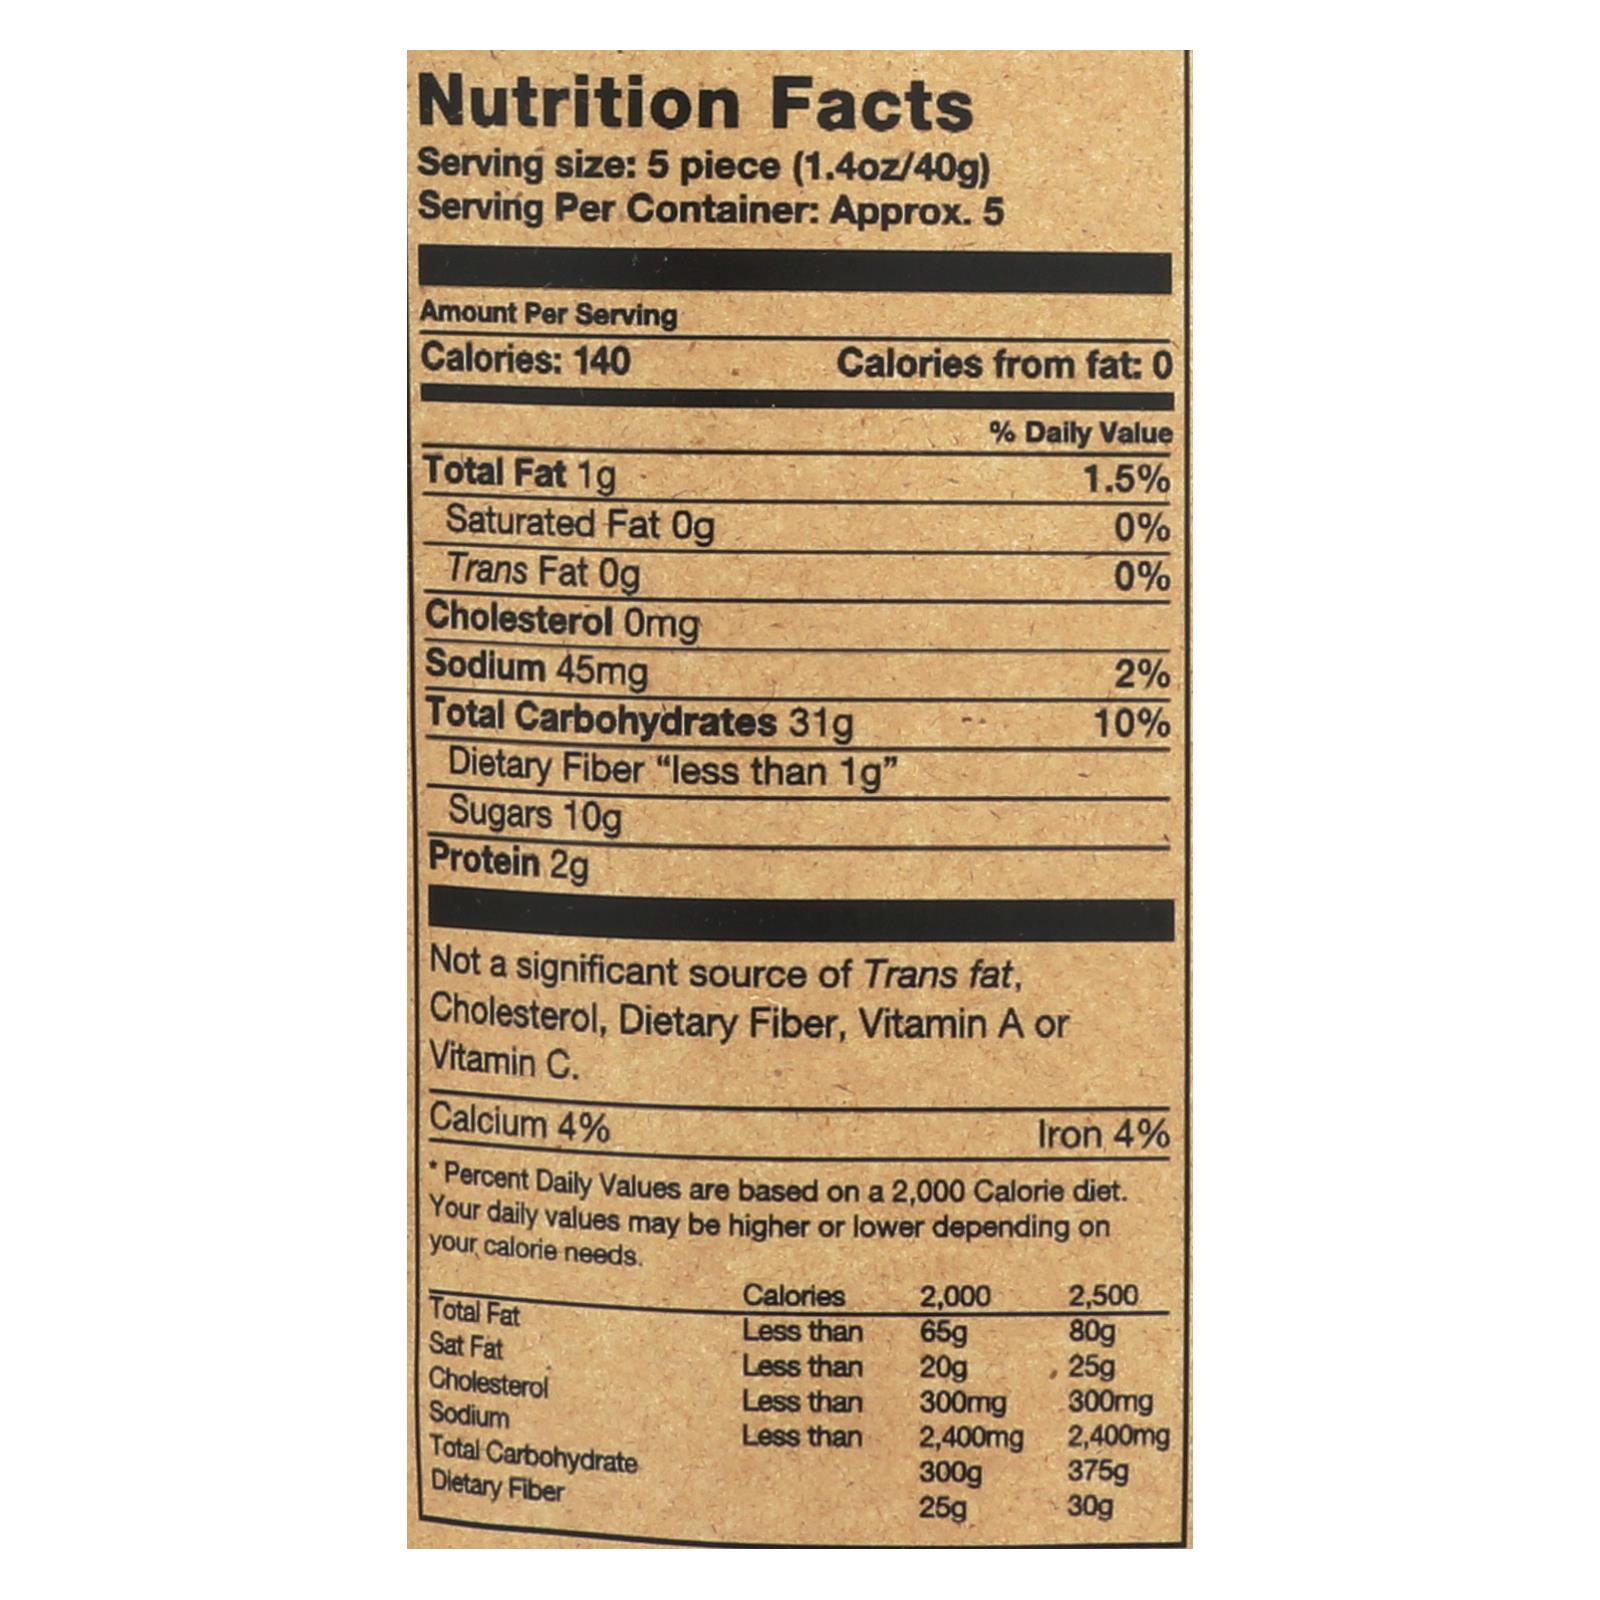 Nutrition Facts
Serving size: 5 piece (1.4oz/40g)
Serving Per Container: Approx. 5
Amount Per Serving
Calories: 140 Calories from fat: 0
% Daily Value
Total Fat 1g 1.5%
Saturated Fat 0g 0%
Trans Fat 0g 0%
Cholesterol 0mg
Sodium 45mg 2%
Total Carbohydrates 31g 10%
Dietary Fiber “less than 1g”
Sugars 10g
Protein 2g
Not a significant source of Trans fat,
Cholesterol, Dietary Fiber, Vitamin A or
Vitamin C.
Calcium 4% Iron 4%
* Percent Daily Values are based on a 2,000 Calorie diet.
Your daily values may be higher or lower depending on
your calorie needs.
Calories 2,000 2,500
Total Fat Less than 65g 80g
Sat Fat Less than 20g 25g
Cholesterol Less than 300mg 300mg
Sodium Less than 2,400mg 2,400mg
Total Carbohydrate 300g 375g
Dietary Fiber 25g 30g